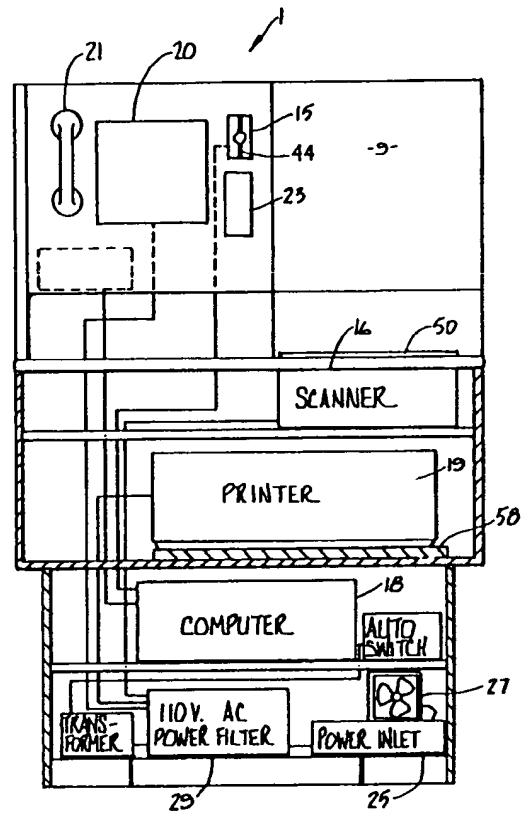 1
21
20
15
44
-9-
23
16
50
SCANNER
19
PRINTER
58
18
COMPUTER
AUTO
SWITCH
27
TRANS-
FORMER
110V. AC
POWER FILTER
POWER INLET
29
25